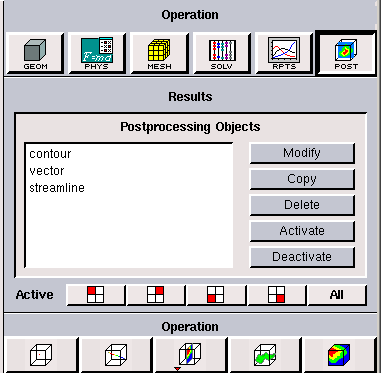 Operation
GEOM PHYS MESH SOLV RPTS POST
F=ma
Results
Postprocessing Objects
contour
vector
streamline
Modify
Copy
Delete
Activate
Deactivate
Active All
Operation